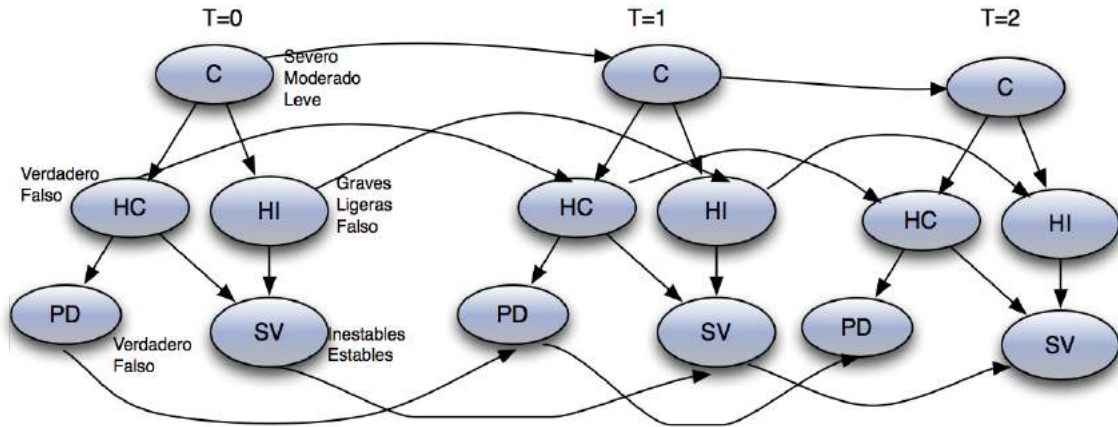 T=0
T=1
T=2
C
Severo
Moderado
Leve
C
C
Verdadero
Falso
HC
HI
Graves
Ligeras
Falso
HC
HI
HC
HI
PD
Verdadero
Falso
SV
Inestables
Estables
PD
SV
PD
SV